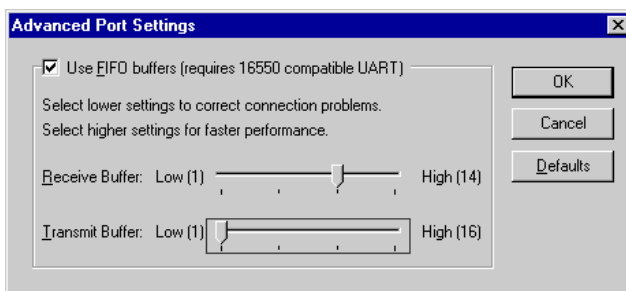 Advanced Port Settings
Use FIFO buffers (requires 16550 compatible UART)
Select lower settings to correct connection problems.
Select higher settings for faster performance.
Receive Buffer: Low (1) High (14)
Transmit Buffer: Low (1) High (16)
OK
Cancel
Defaults